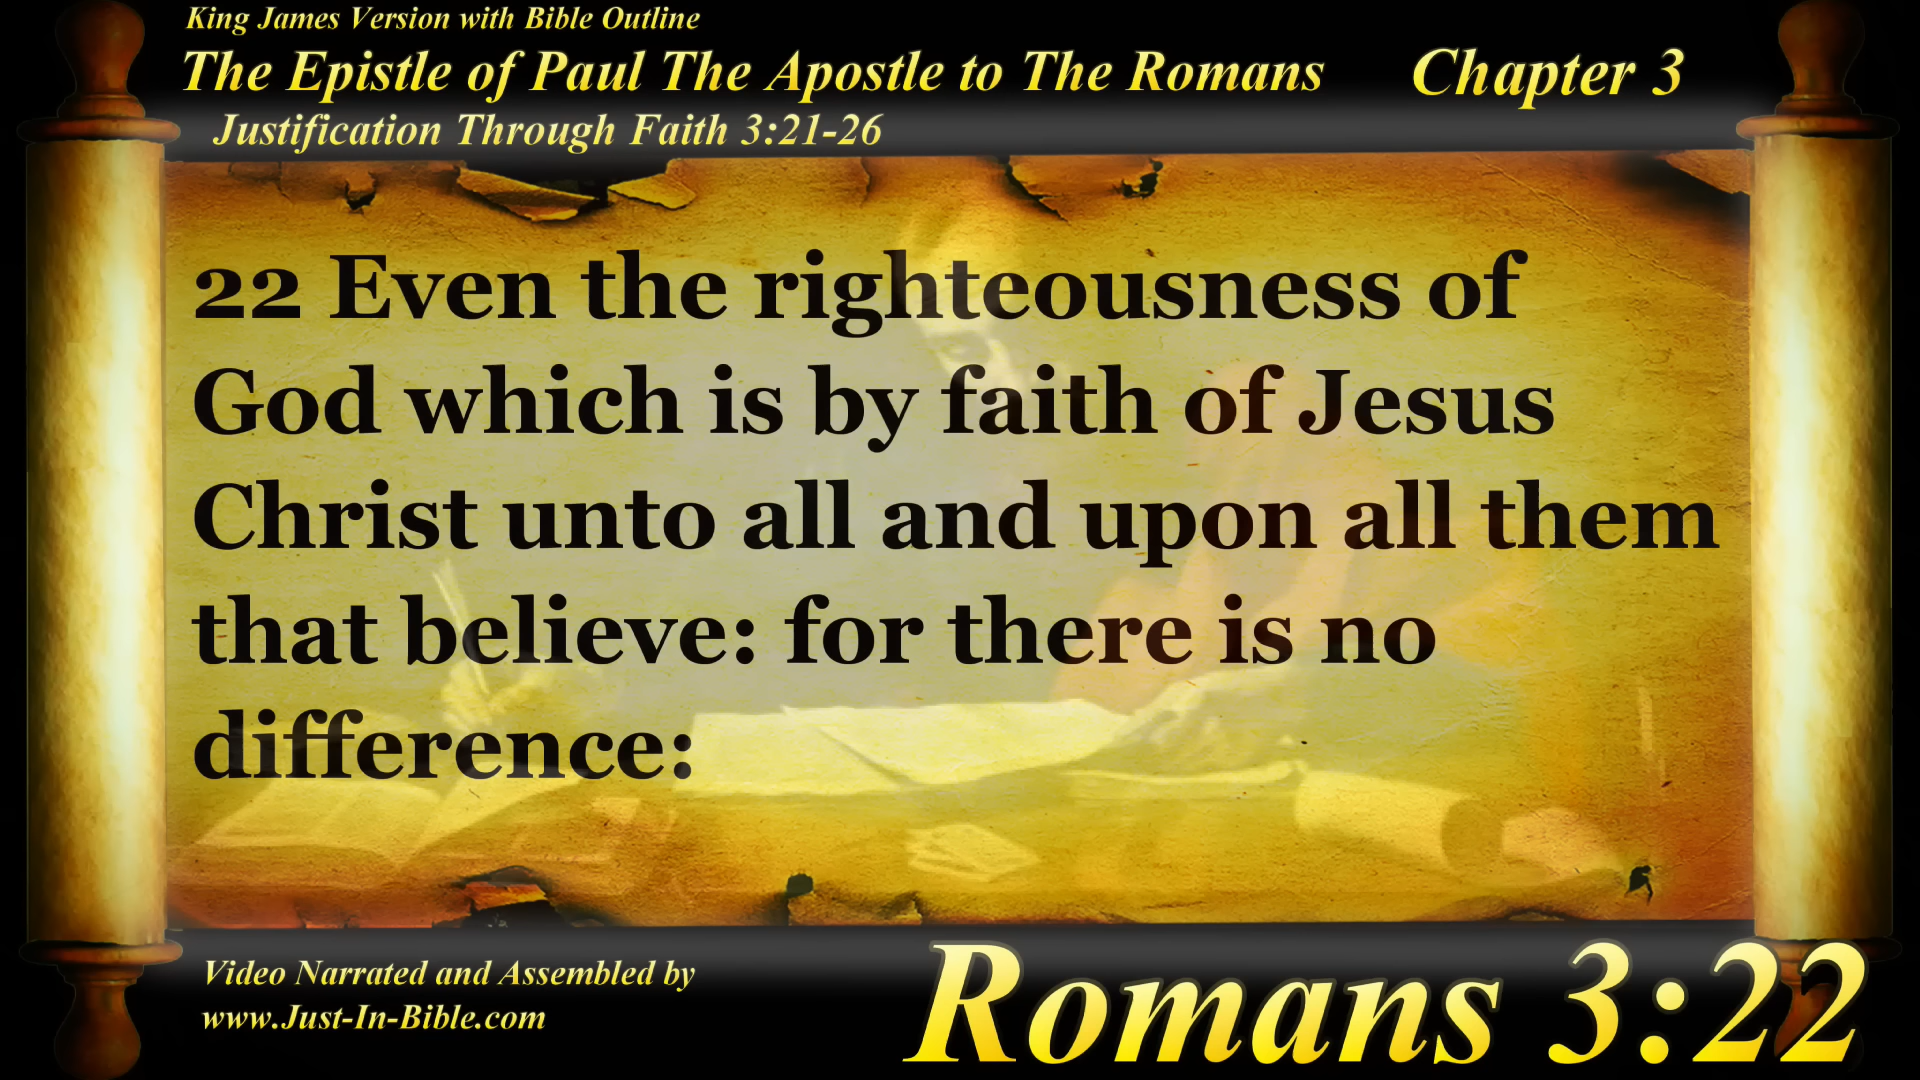 King James Version with Bible Outline
The Epistle of Paul The Apostle to The Romans Chapter 3
Justification Through Faith 3:21-26
22 Even the righteousness of
God which is by faith of Jesus
Christ unto all and upon all them
that believe: for there is no
difference:
Video Narrated and Assembled by
www.Just-In-Bible.com
Romans 3:22